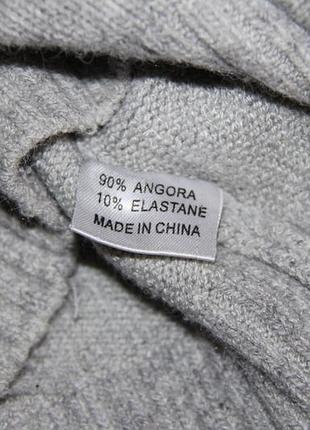 90% ANGORA
10% ELASTANE
MADE IN CHINA